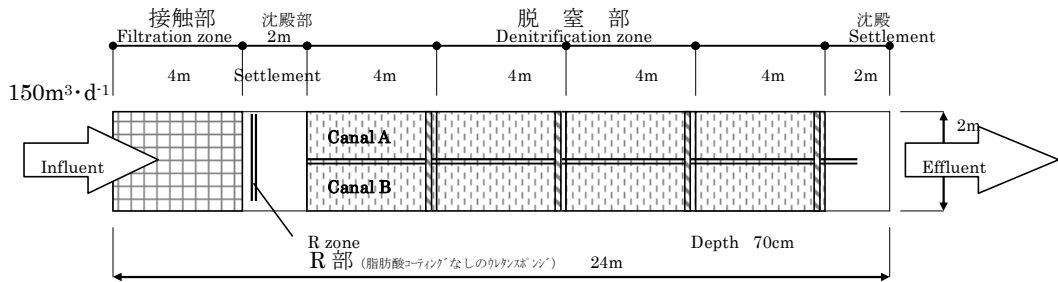 接触部 沈殿部 脱窒部 沈殿
Filtration zone 2m Denitrification zone Settlement
4m Settlement 4m 4m 4m 4m 2m
150m³･d⁻¹
Canal A
2m
Influent
Effluent
Canal B
R zone
Depth 70cm
R部 (脂肪酸ｺｰﾃｨﾝｸﾞなしのｳﾚﾀﾝｽﾎﾟﾝｼﾞ) 24m